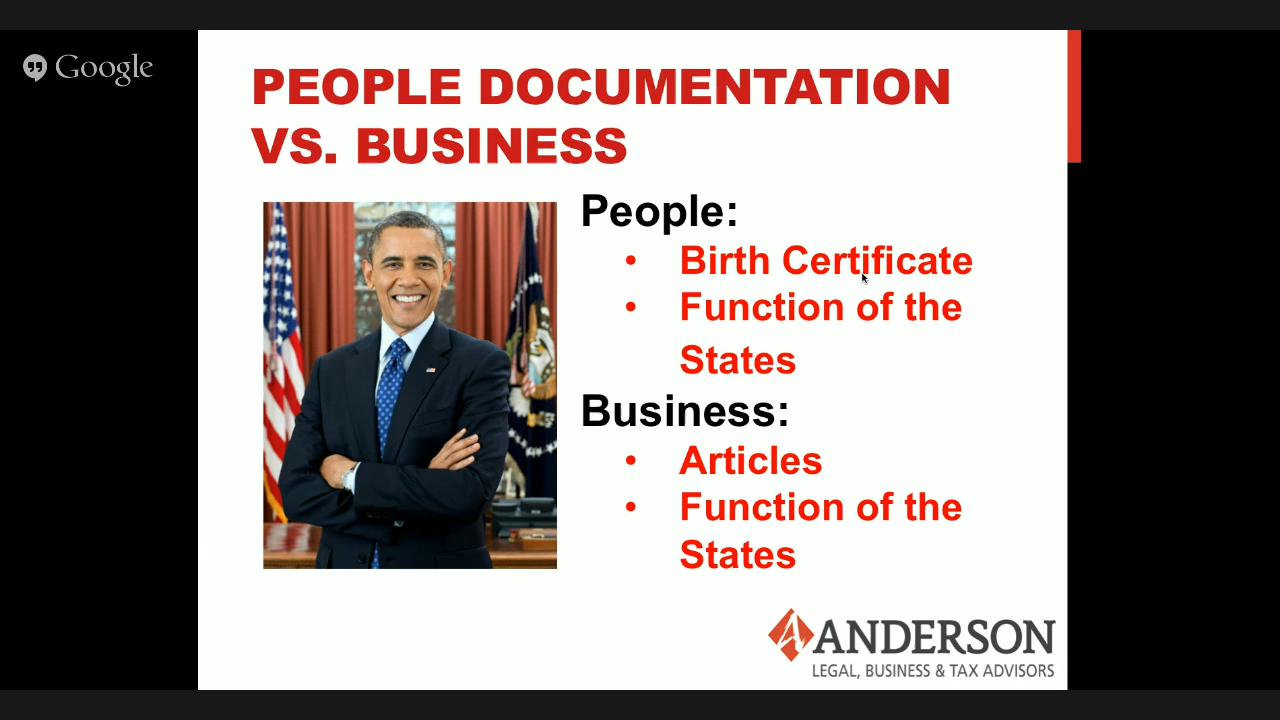 Google
PEOPLE DOCUMENTATION
VS. BUSINESS
People:
• Birth Certificate
• Function of the
States
Business:
• Articles
• Function of the
States
ANDERSON
LEGAL, BUSINESS & TAX ADVISORS